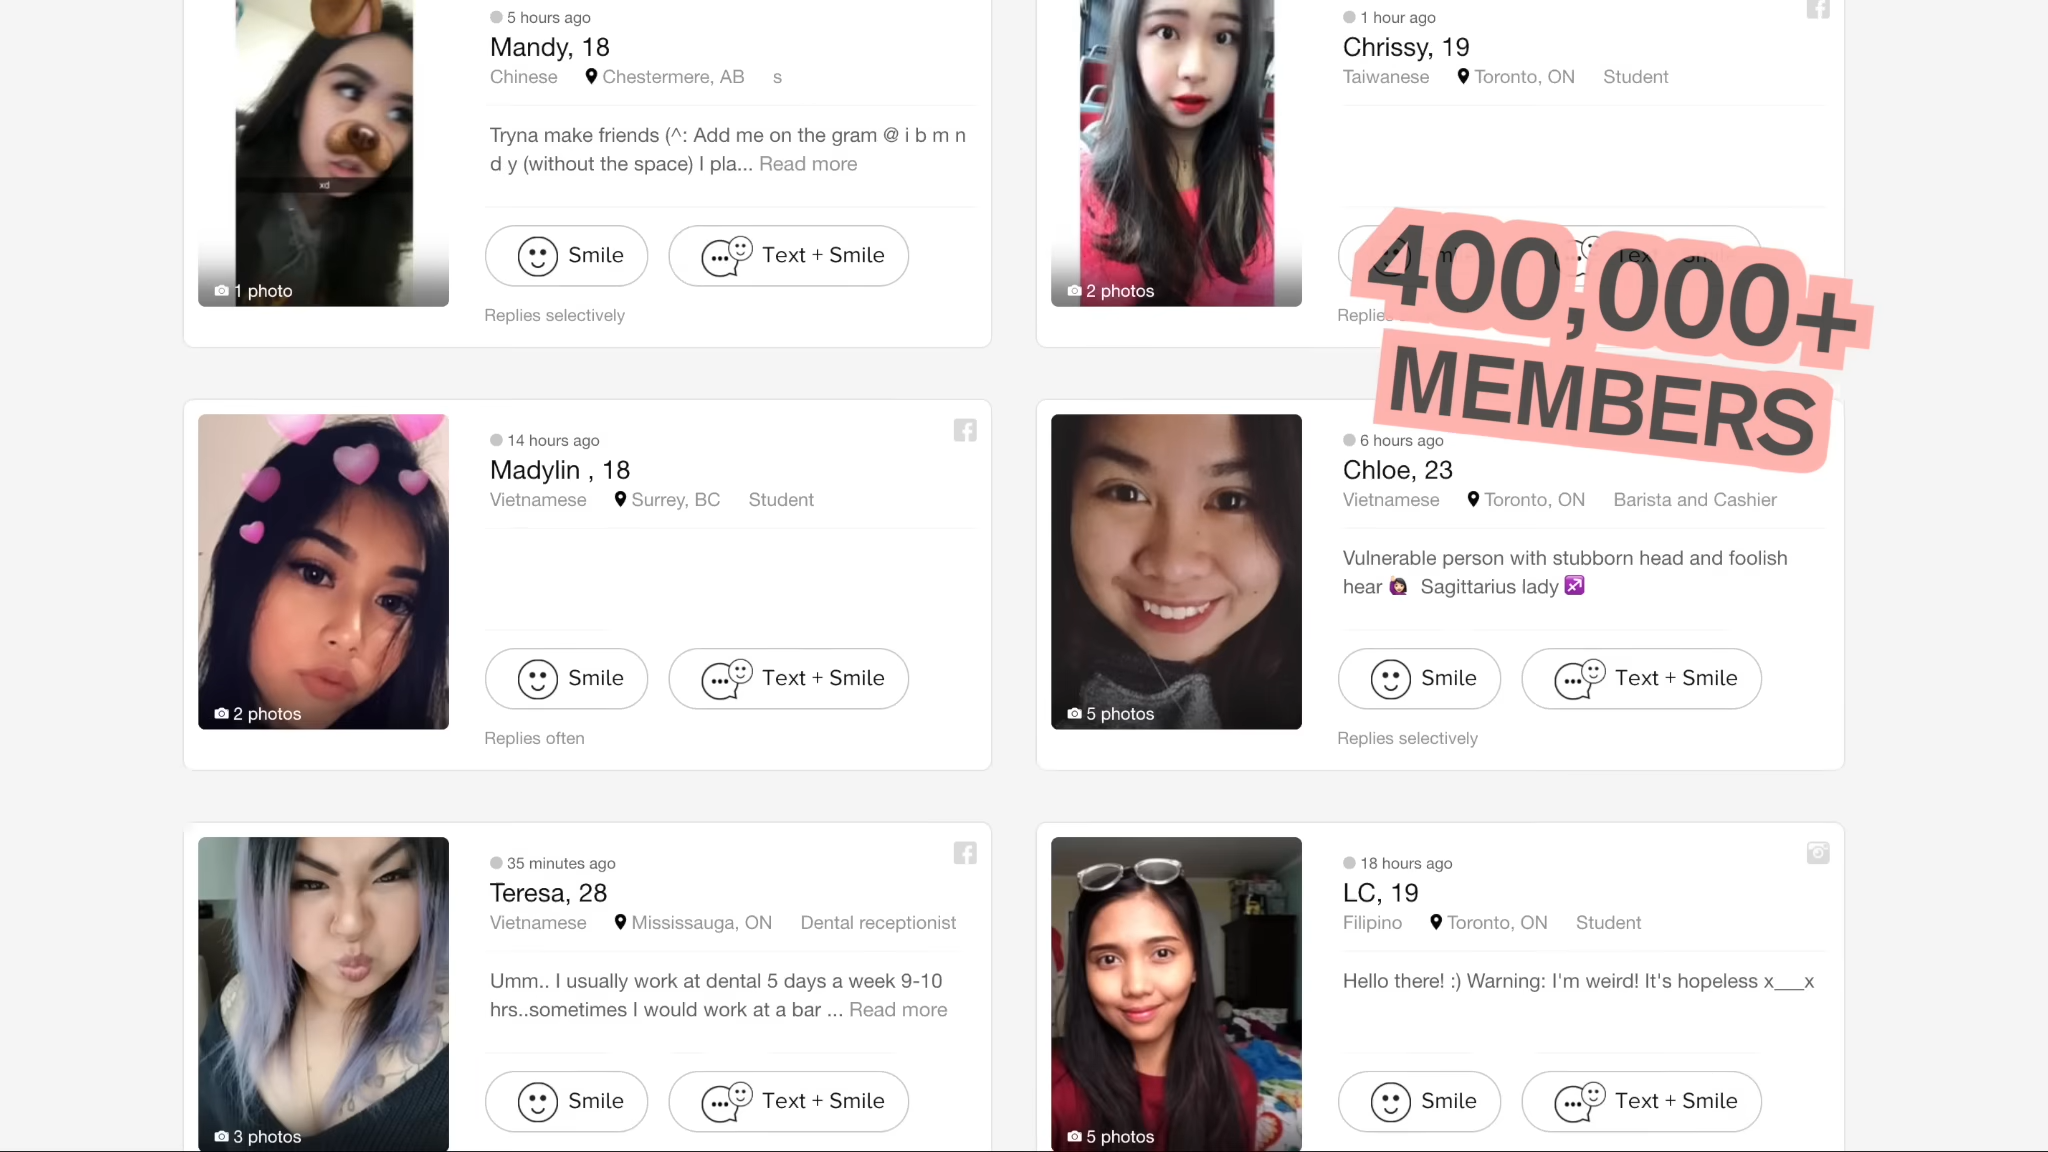 5 hours ago
Mandy, 18
Chinese Chestermere, AB s
Tryna make friends (^: Add me on the gram @ i b m n
d y (without the space) I pla... Read more
Smile
Text + Smile
xd
1 photo
Replies selectively
1 hour ago
Chrissy, 19
Taiwanese Toronto, ON Student
Text + Smile
2 photos
400,000+
MEMBERS
14 hours ago
Madylin , 18
Vietnamese Surrey, BC Student
Smile
Text + Smile
2 photos
Replies often
6 hours ago
Chloe, 23
Vietnamese Toronto, ON Barista and Cashier
Vulnerable person with stubborn head and foolish
hear 🙋🏻‍♀️ Sagittarius lady ♐
Smile
Text + Smile
5 photos
Replies selectively
35 minutes ago
Teresa, 28
Vietnamese Mississauga, ON Dental receptionist
Umm.. I usually work at dental 5 days a week 9-10
hrs..sometimes I would work at a bar ... Read more
Smile
Text + Smile
3 photos
18 hours ago
LC, 19
Filipino Toronto, ON Student
Hello there! :) Warning: I'm weird! It's hopeless x___x
Smile
Text + Smile
5 photos